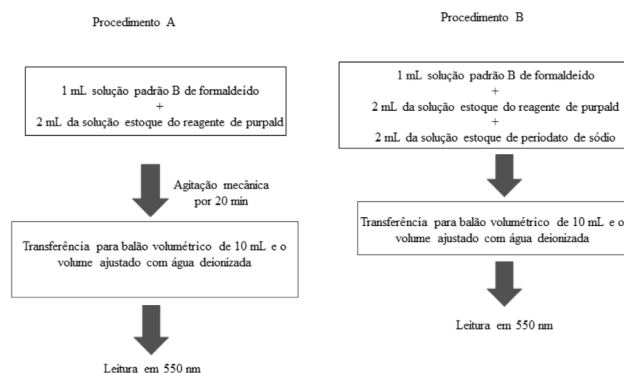 Procedimento A
1 mL solução padrão B de formaldeído
+
2 mL da solução estoque do reagente de purpald
Agitação mecânica
por 20 min
Transferência para balão volumétrico de 10 mL e o
volume ajustado com água deionizada
Leitura em 550 nm
Procedimento B
1 mL solução padrão B de formaldeído
+
2 mL da solução estoque do reagente de purpald
+
2 mL da solução estoque de periodato de sódio
Transferência para balão volumétrico de 10 mL e o
volume ajustado com água deionizada
Leitura em 550 nm